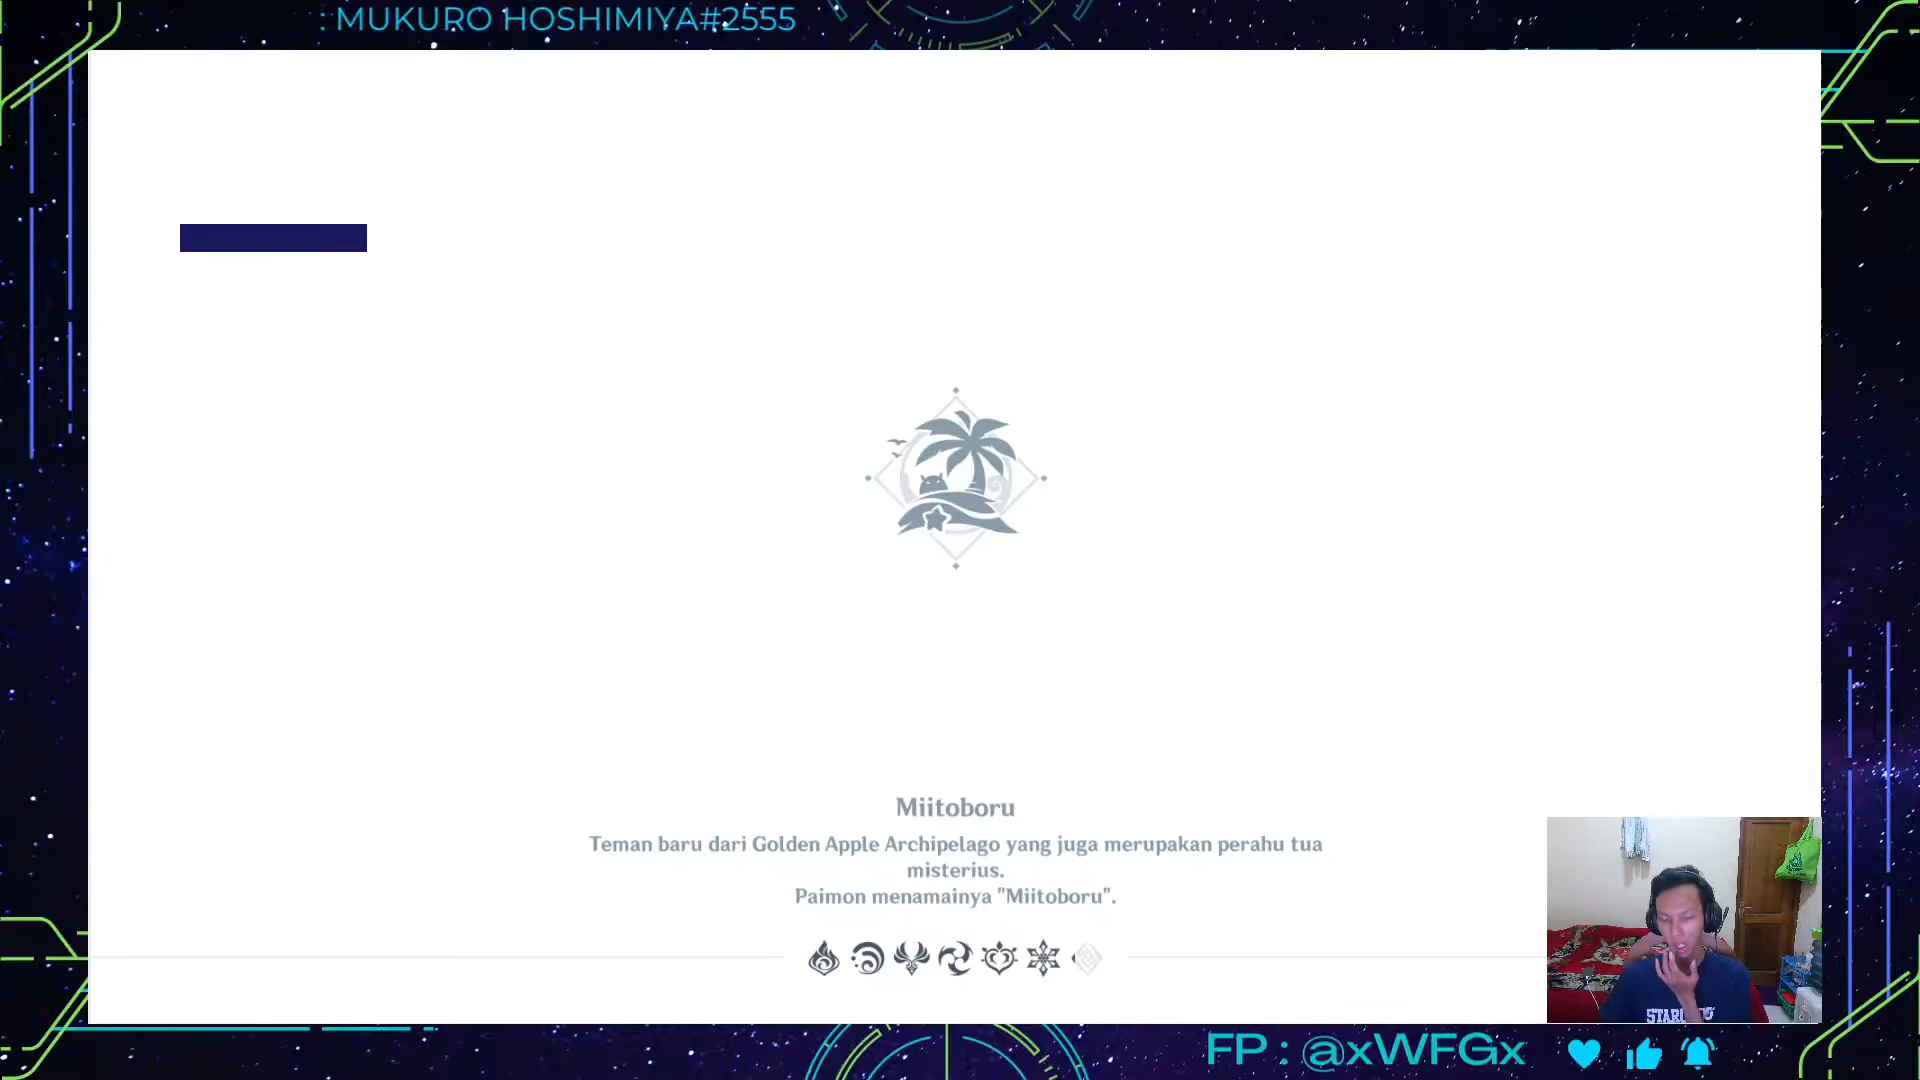 : MUKURO HOSHIMIYA#2555
Miitoboru
Teman baru dari Golden Apple Archipelago yang juga merupakan perahu tua
misterius.
Paimon menamainya "Miitoboru".
FP : @xWFGx